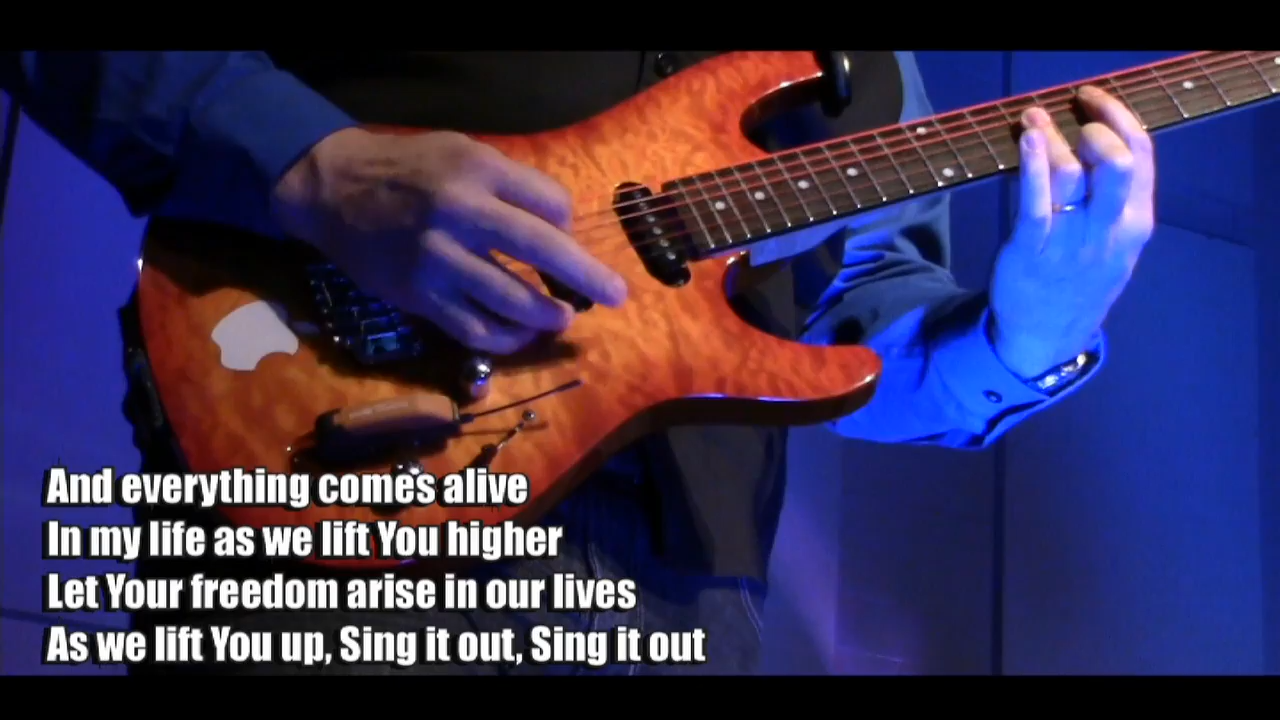 And everything comes alive
In my life as we lift You higher
Let Your freedom arise in our lives
As we lift You up, Sing it out, Sing it out